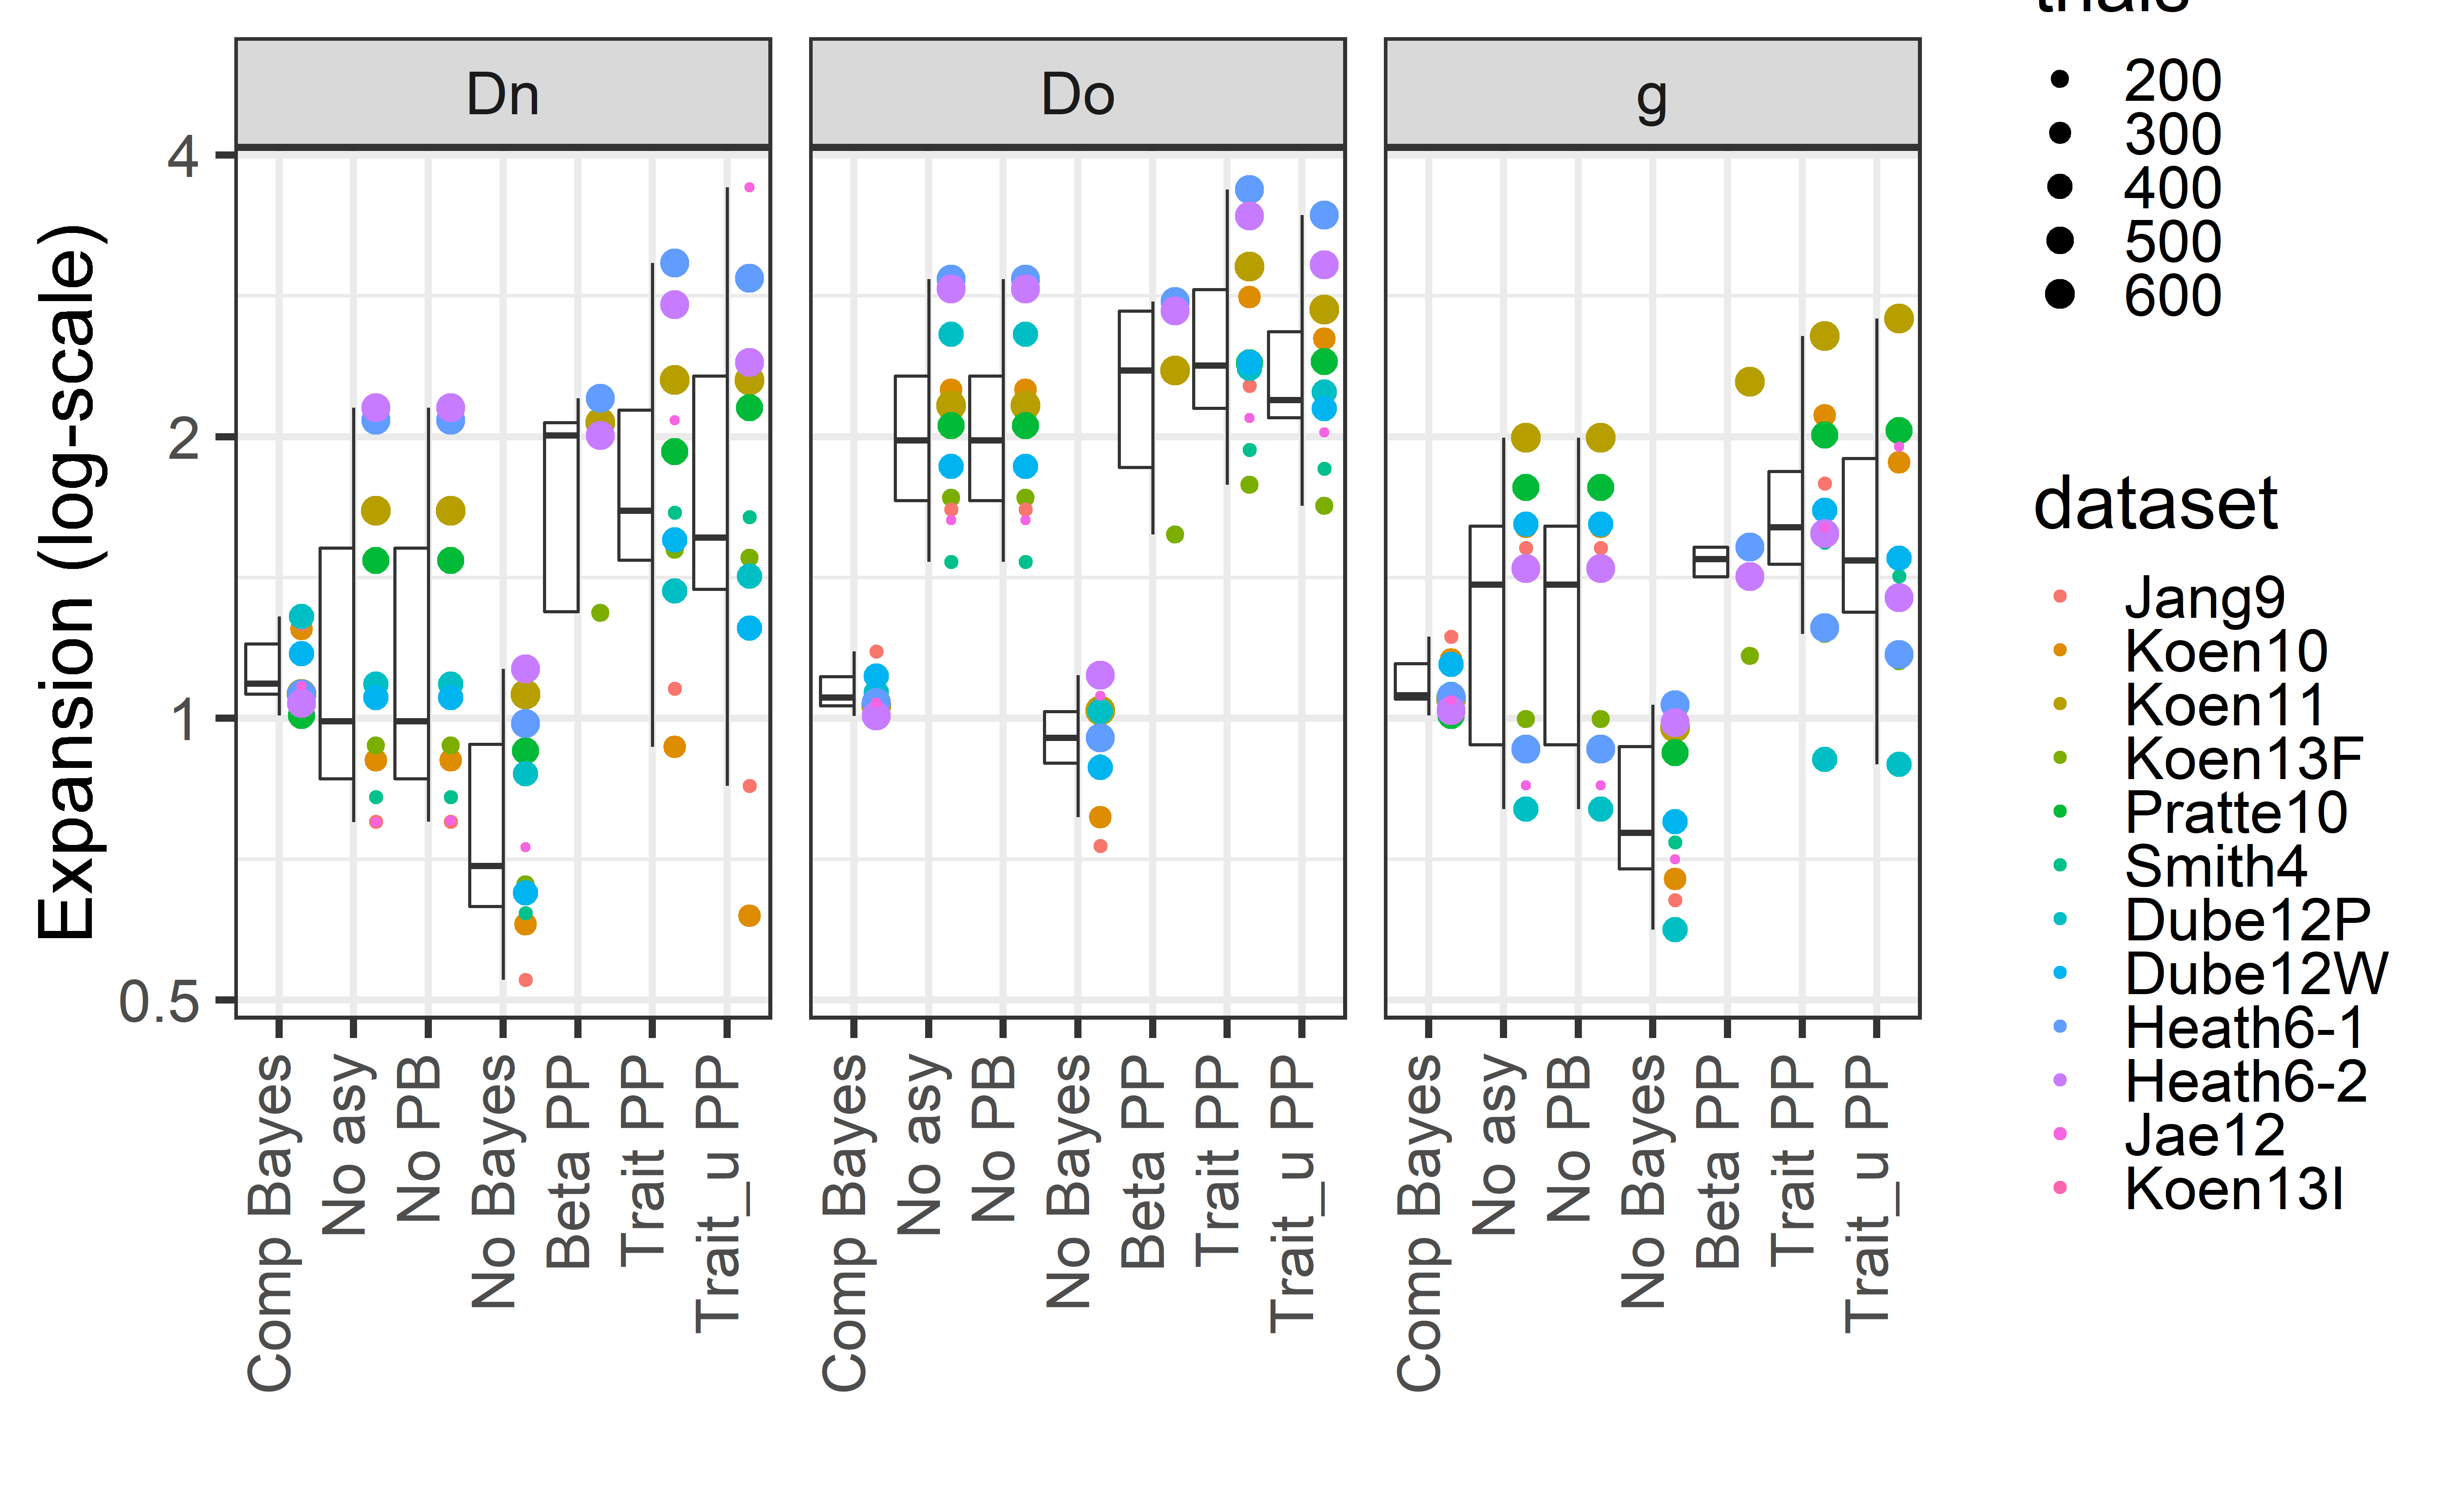 trials
Dn
Do
g
200
300
400
500
600
4
2
1
0.5
Expansion (log-scale)
dataset
Jang9
Koen10
Koen11
Koen13F
Pratte10
Smith4
Dube12P
Dube12W
Heath6-1
Heath6-2
Jae12
Koen13I
Comp Bayes
No asy
No PB
No Bayes
Beta PP
Trait PP
Trait_u PP
Comp Bayes
No asy
No PB
No Bayes
Beta PP
Trait PP
Trait_u PP
Comp Bayes
No asy
No PB
No Bayes
Beta PP
Trait PP
Trait_u PP